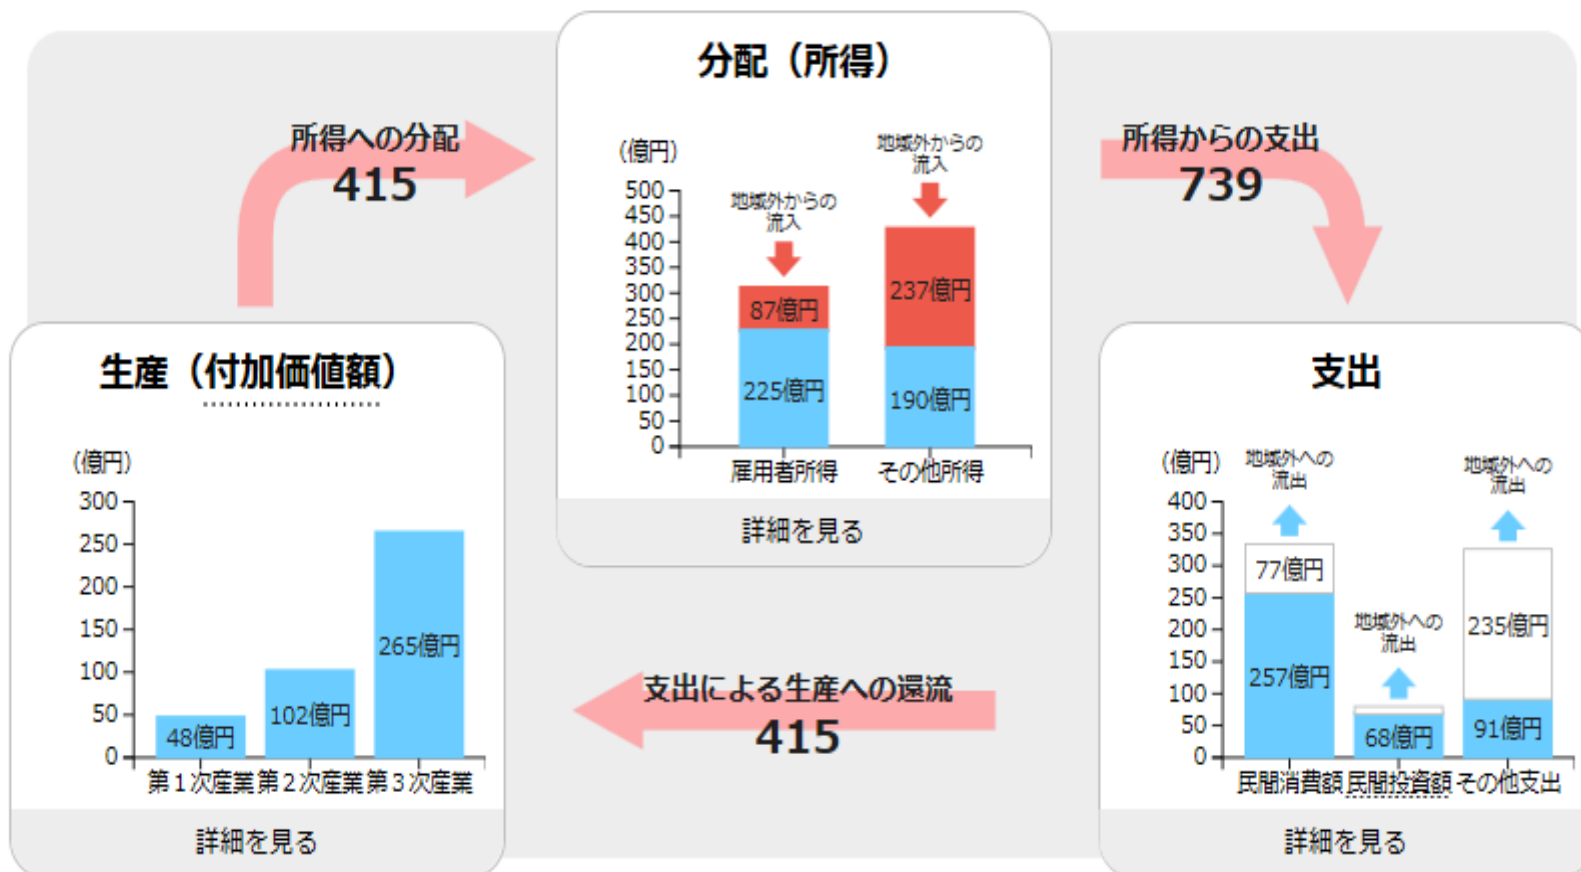 分配（所得）
所得への分配
415
（億円）
500
450
400
350
300
250
200
150
100
50
0
地域外からの
流入
87億円
225億円
雇用者所得
地域外からの
流入
237億円
190億円
その他所得
詳細を見る
所得からの支出
739
生産（付加価値額）
（億円）
300
250
200
150
100
50
0
48億円
102億円
265億円
第１次産業
第２次産業
第３次産業
詳細を見る
支出による生産への還流
415
支出
（億円）
400
350
300
250
200
150
100
50
0
地域外への
流出
77億円
257億円
民間消費額
地域外への
流出
68億円
民間投資額
地域外への
流出
235億円
91億円
その他支出
詳細を見る